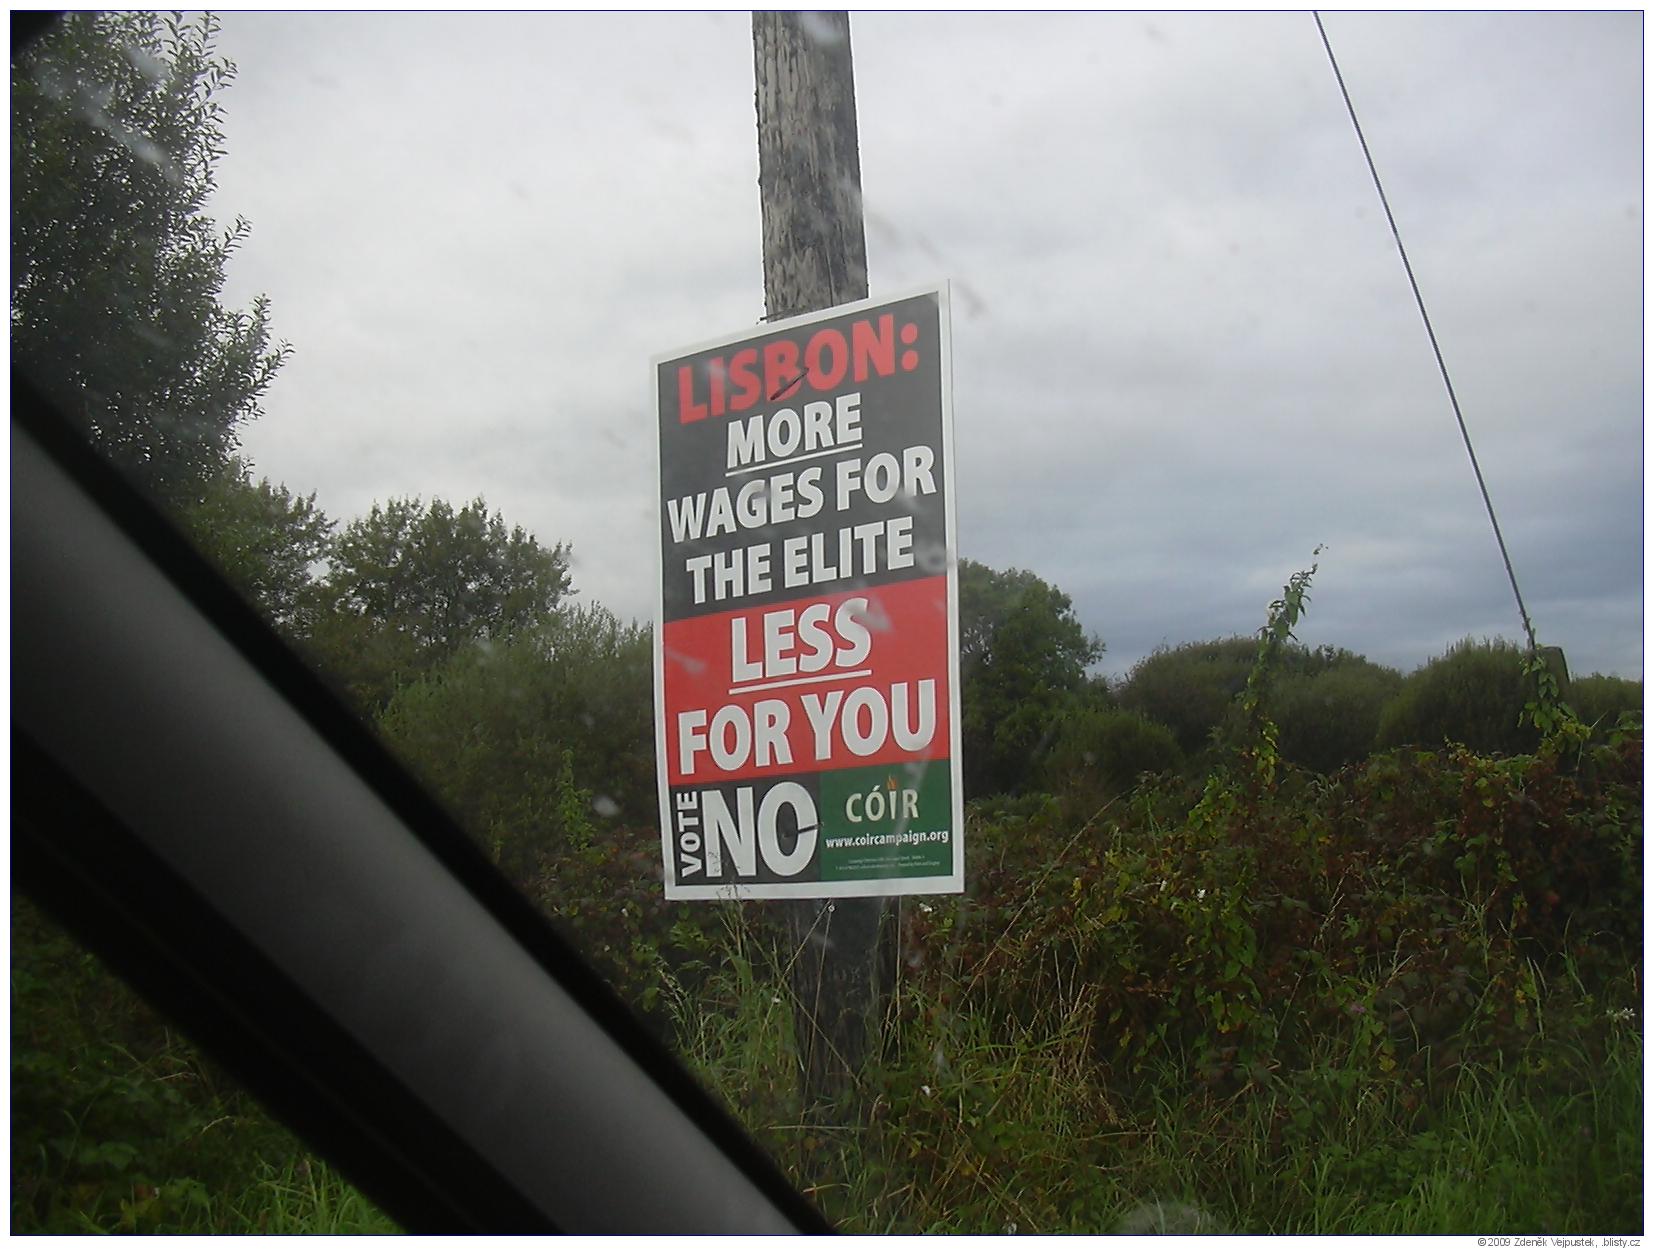 LISBON:
MORE
WAGES FOR
THE ELITE
LESS
FOR YOU
VOTE NO
CÓIR
www.coircampaign.org
©2009 Zdeněk Vejpustek, .blisty.cz